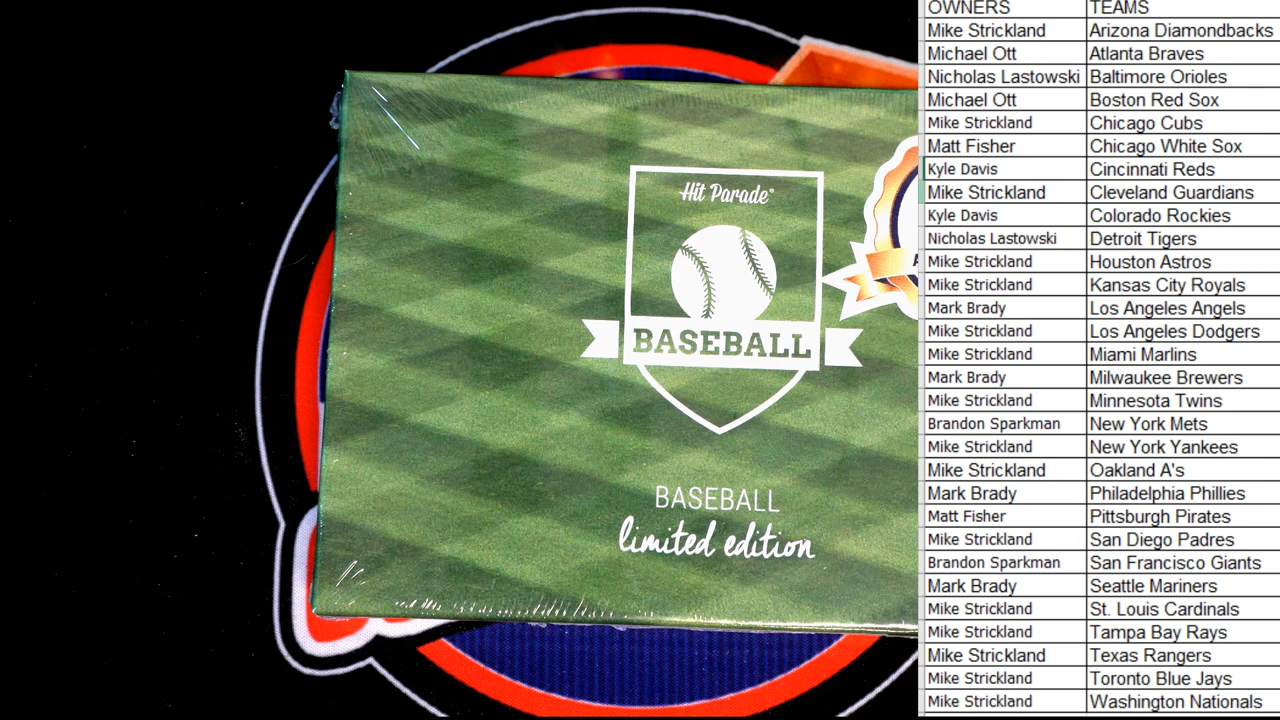 Hit Parade®
BASEBALL
BASEBALL
limited edition
OWNERS TEAMS
Mike Strickland Arizona Diamondbacks
Michael Ott Atlanta Braves
Nicholas Lastowski Baltimore Orioles
Michael Ott Boston Red Sox
Mike Strickland Chicago Cubs
Matt Fisher Chicago White Sox
Kyle Davis Cincinnati Reds
Mike Strickland Cleveland Guardians
Kyle Davis Colorado Rockies
Nicholas Lastowski Detroit Tigers
Mike Strickland Houston Astros
Mike Strickland Kansas City Royals
Mark Brady Los Angeles Angels
Mike Strickland Los Angeles Dodgers
Mike Strickland Miami Marlins
Mark Brady Milwaukee Brewers
Mike Strickland Minnesota Twins
Brandon Sparkman New York Mets
Mike Strickland New York Yankees
Mike Strickland Oakland A's
Mark Brady Philadelphia Phillies
Matt Fisher Pittsburgh Pirates
Mike Strickland San Diego Padres
Brandon Sparkman San Francisco Giants
Mark Brady Seattle Mariners
Mike Strickland St. Louis Cardinals
Mike Strickland Tampa Bay Rays
Mike Strickland Texas Rangers
Mike Strickland Toronto Blue Jays
Mike Strickland Washington Nationals